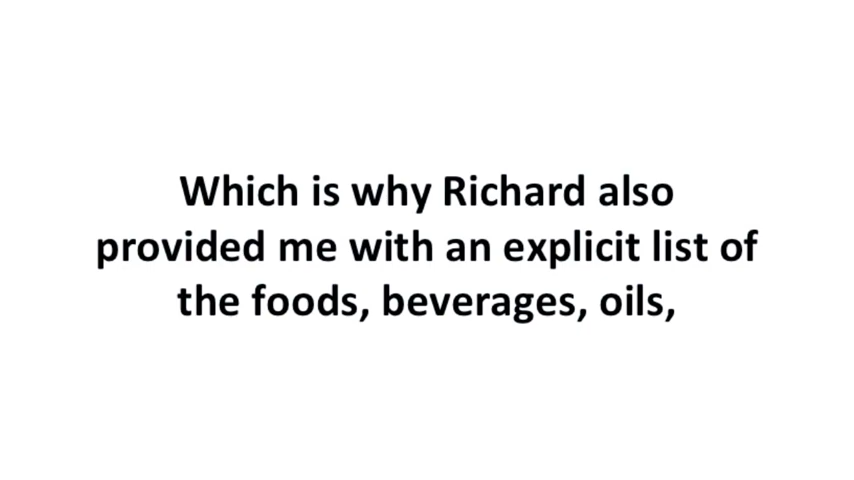 Which is why Richard also
provided me with an explicit list of
the foods, beverages, oils,